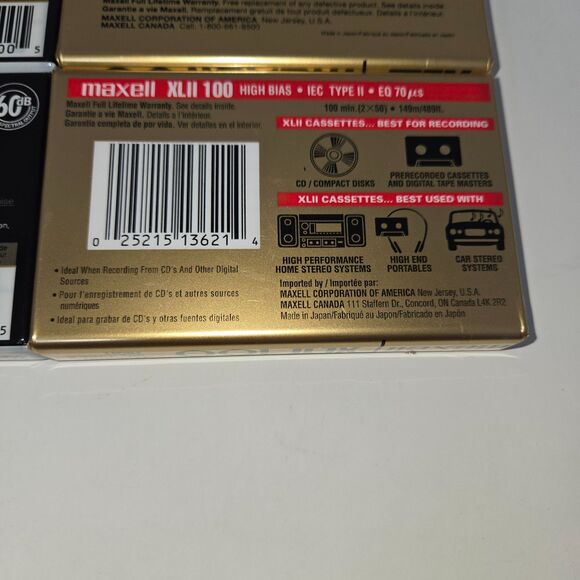 Maxell Full Lifetime Warranty. Free replacement of any defective product. See details inside.
Garantie a vie Maxell. Remplacement gratuit de tout produit défectueux. Détails a l'intérieur.
MAXELL CORPORATION OF AMERICA, New Jersey, U.S.A.
MAXELL CANADA Call: 1-800-661-9500
00 5
60dB
maxell XLII 100 HIGH BIAS • IEC TYPE II • EQ 70 µs
Maxell Full Lifetime Warranty. See details inside.
Garantie a vie Maxell. Details a l'interieur.
Garantía completa de por vida. Ver detalles en el interior.
100 min. (2×50) • 149m/489ft.
XLII CASSETTES... BEST FOR RECORDING
CD / COMPACT DISKS
PRERECORDED CASSETTES
AND DIGITAL TAPE MASTERS
XLII CASSETTES... BEST USED WITH
HIGH PERFORMANCE
HOME STEREO SYSTEMS
HIGH END
PORTABLES
CAR STEREO
SYSTEMS
0 25215 13621 4
• Ideal When Recording From CD's And Other Digital
Sources
• Pour l'enregistrement de CD's et autres sources
numériques
• Ideal para grabar de CD's y otras fuentes digitales
Imported by / Importée par:
MAXELL CORPORATION OF AMERICA New Jersey, U.S.A.
MAXELL CANADA 111 Staffern Dr., Concord, ON Canada L4K 2R2
Made in Japan/Fabriqué au Japon/Fabricado en Japón
5